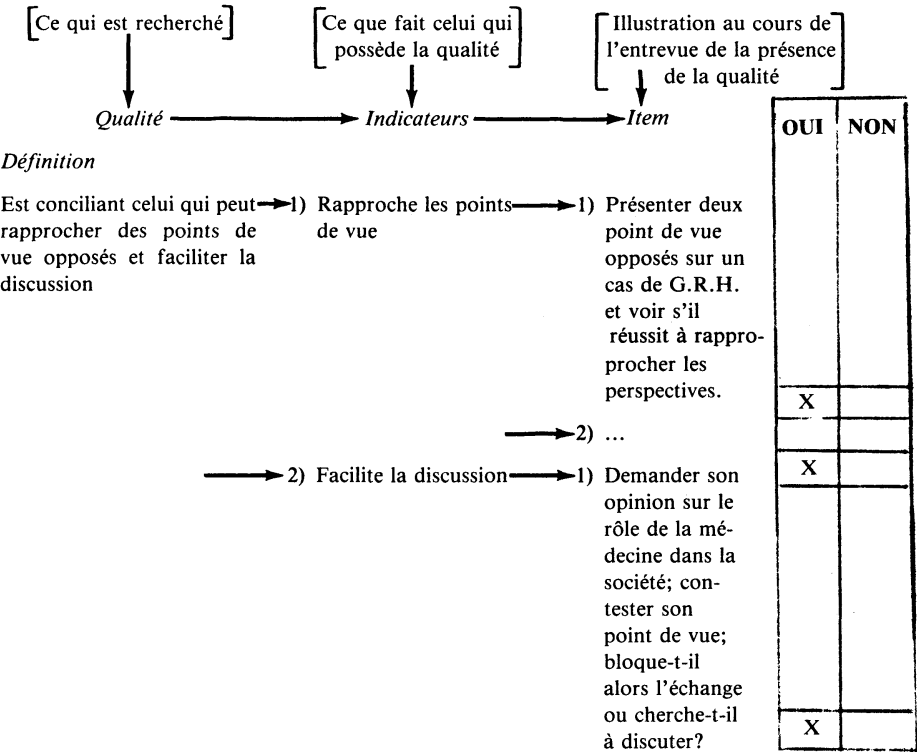 [Ce qui est recherché]
[Ce que fait celui qui
possède la qualité]
[Illustration au cours de
l'entrevue de la présence
de la qualité]
Qualité
Indicateurs
Item
OUI
NON
Définition
Est conciliant celui qui peut
rapprocher des points de
vue opposés et faciliter la
discussion
1) Rapproche les points
de vue
1) Présenter deux
point de vue
opposés sur un
cas de G.R.H.
et voir s'il
réussit à rappro-
procher les
perspectives.
X
2) ...
X
2) Facilite la discussion
1) Demander son
opinion sur le
rôle de la mé-
decine dans la
société; con-
tester son
point de vue;
bloque-t-il
alors l'échange
ou cherche-t-il
à discuter?
X